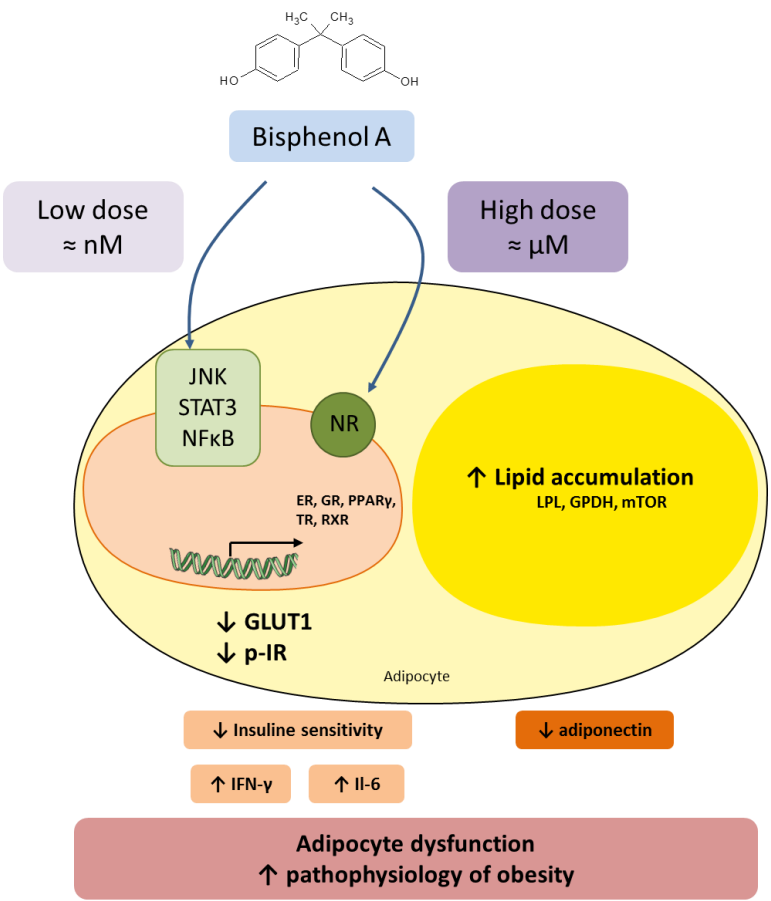 H₃C CH₃
HO OH
Bisphenol A
Low dose
≈ nM
High dose
≈ μM
JNK
STAT3
NFκB
NR
ER, GR, PPARγ,
TR, RXR
↑ Lipid accumulation
LPL, GPDH, mTOR
↓ GLUT1
↓ p-IR
Adipocyte
↓ Insuline sensitivity
↓ adiponectin
↑ IFN-γ
↑ Il-6
Adipocyte dysfunction
↑ pathophysiology of obesity